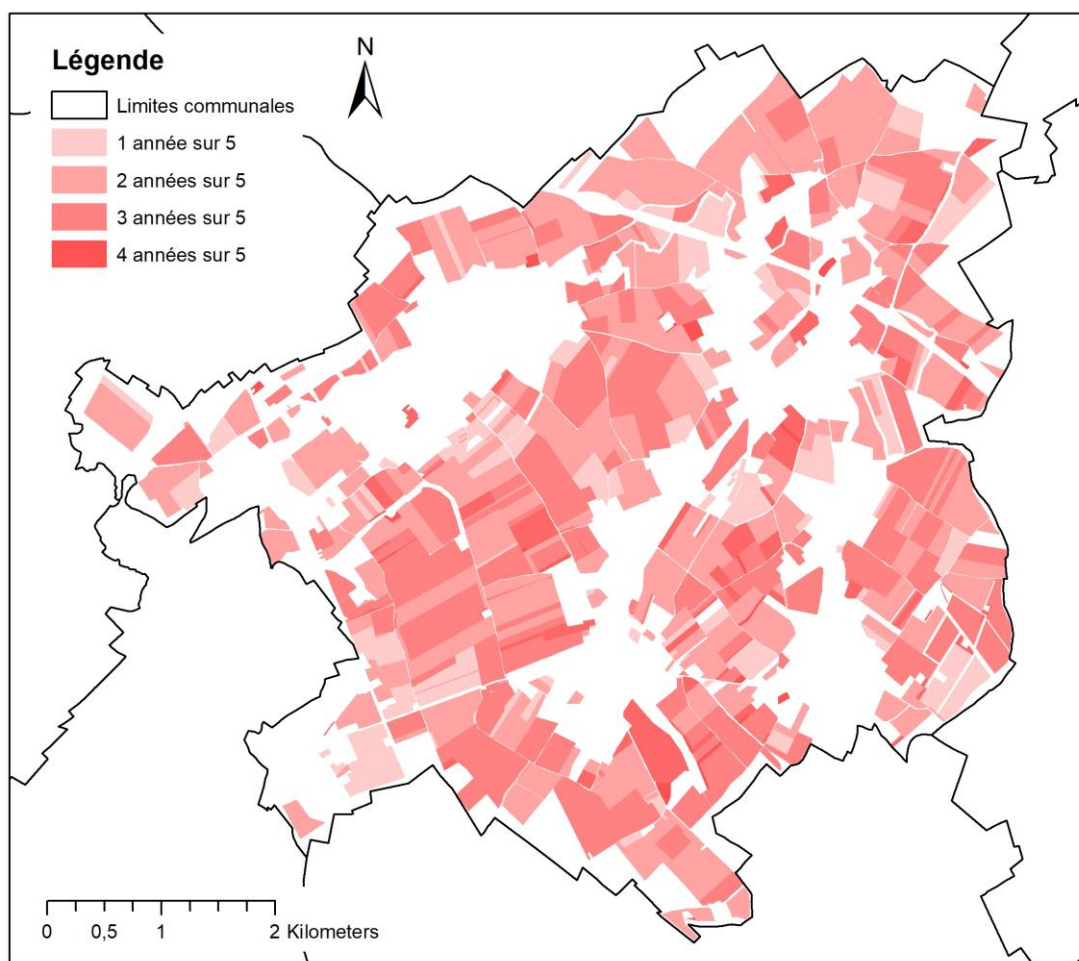 Légende
N
Limites communales
1 année sur 5
2 années sur 5
3 années sur 5
4 années sur 5
0 0,5 1 2 Kilometers